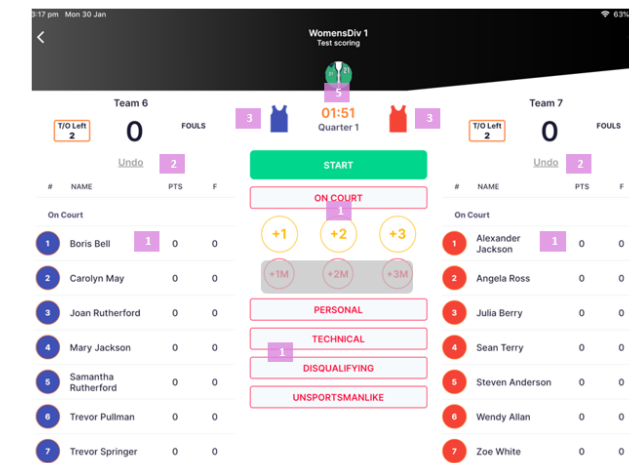 3:17 pm Mon 30 Jan 63%
WomensDiv 1
Test scoring
5
Team 6
T/O Left
2
0
FOULS
Undo
2
3
01:51
Quarter 1
3
Team 7
T/O Left
2
0
FOULS
Undo
2
# NAME PTS F
On Court
1 Boris Bell 1 0 0
2 Carolyn May 0 0
3 Joan Rutherford 0 0
4 Mary Jackson 0 0
5 Samantha
Rutherford 0 0
6 Trevor Pullman 0 0
7 Trevor Springer 0 0
START
ON COURT
1
+1 +2 +3
+1M +2M +3M
PERSONAL
TECHNICAL
1
DISQUALIFYING
UNSPORTSMANLIKE
# NAME PTS F
On Court
1 Alexander
Jackson 1 0 0
2 Angela Ross 0 0
3 Julia Berry 0 0
4 Sean Terry 0 0
5 Steven Anderson 0 0
6 Wendy Allan 0 0
7 Zoe White 0 0